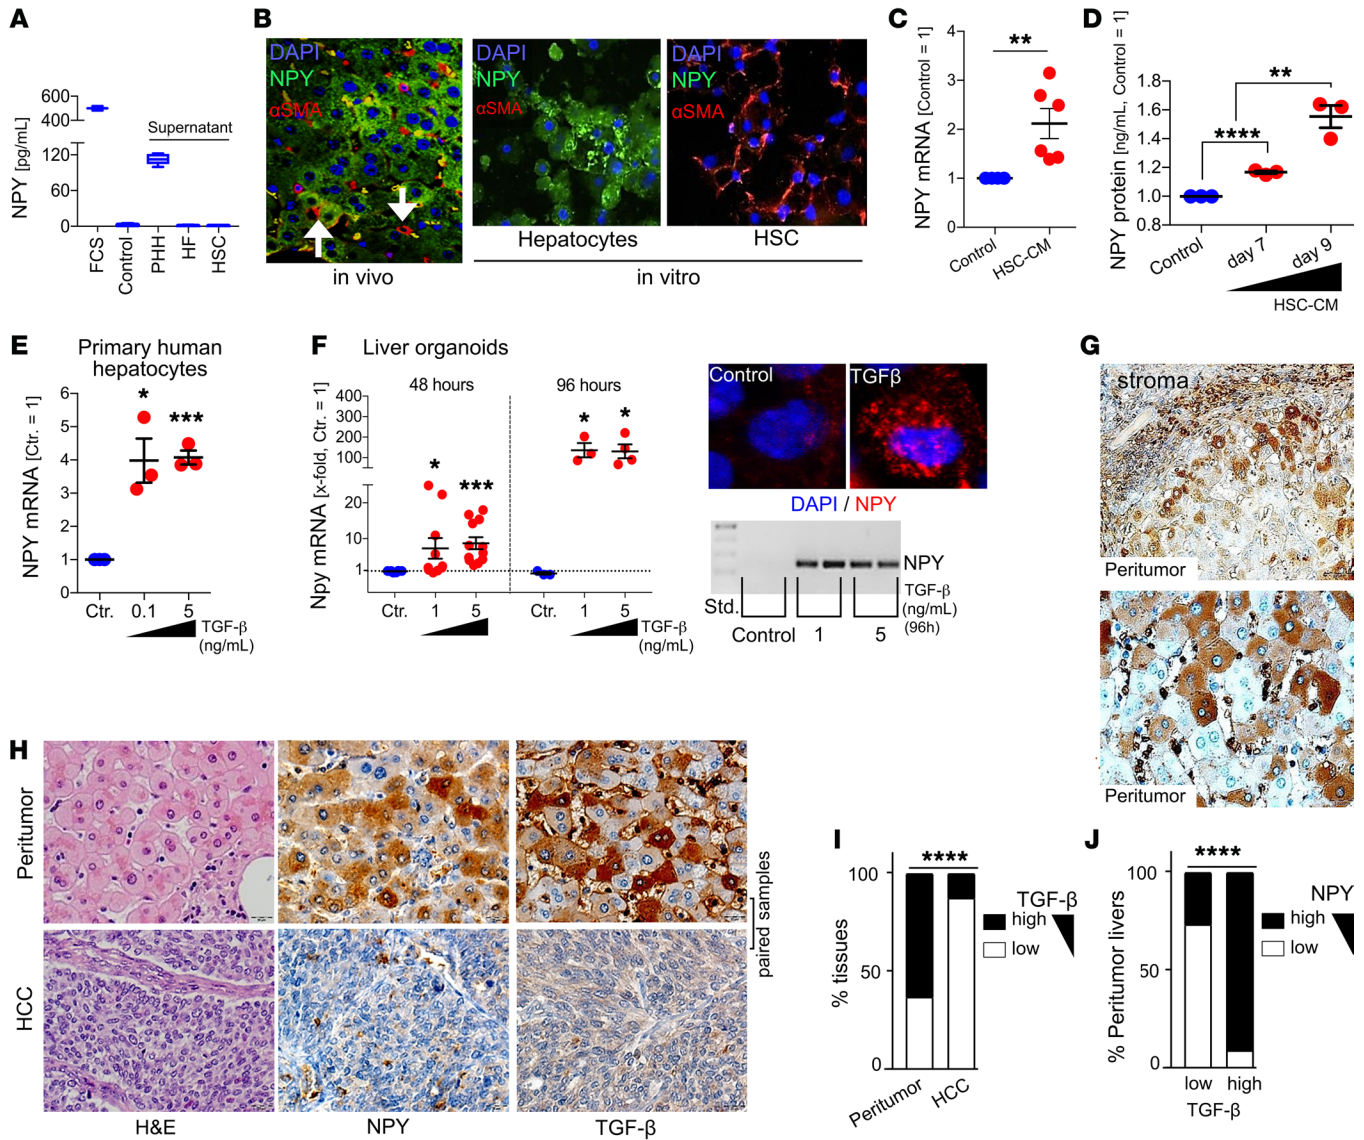 A
NPY [pg/mL]
600
400
120
60
0
Supernatant
FCS
Control
PHH
HF
HSC
B
DAPI
NPY
αSMA
DAPI
NPY
αSMA
DAPI
NPY
αSMA
Hepatocytes
HSC
in vivo
in vitro
C
NPY mRNA [Control = 1]
4
3
2
1
0
**
Control
HSC-CM
D
NPY protein [ng/mL, Control = 1]
1.8
1.6
1.4
1.2
1.0
0.8
****
**
Control
day 7
day 9
HSC-CM
E
Primary human
hepatocytes
NPY mRNA [Ctr. = 1]
6
5
4
3
2
1
0
*
***
Ctr.
0.1
5
TGF-β
(ng/mL)
F
Liver organoids
48 hours
96 hours
Npy mRNA [x-fold, Ctr. = 1]
400
300
200
100
20
10
1
*
***
*
*
Ctr.
1
5
Ctr.
1
5
TGF-β
(ng/mL)
Control
TGFβ
DAPI / NPY
NPY
Std.
TGF-β
(ng/mL)
(96h)
Control
1
5
G
stroma
Peritumor
Peritumor
H
Peritumor
HCC
H&E
NPY
TGF-β
paired samples
I
% tissues
100
50
0
****
TGF-β
high
low
Peritumor
HCC
J
% Peritumor livers
100
50
0
****
NPY
high
low
low
high
TGF-β